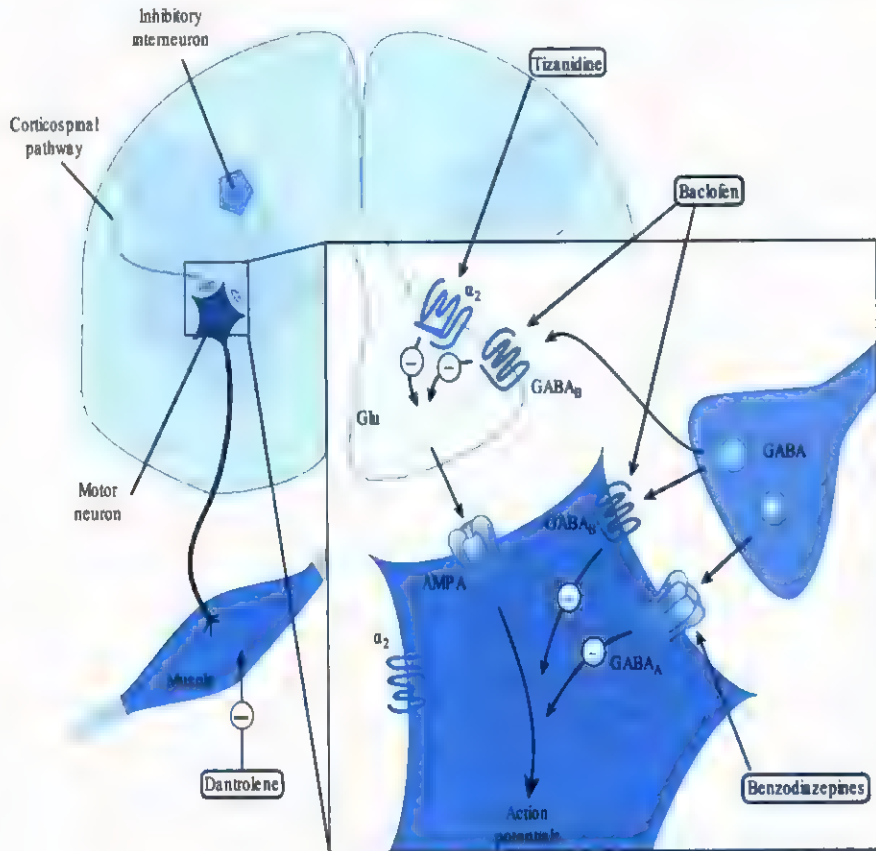 Inhibitory
interneuron
Tizanidine
Corticospinal
pathway
Baclofen
α2
GABAB
Glu
GABA
Motor
neuron
GABAB
AMPA
α2
Muscle
GABAA
Dantrolene
Benzodiazepines
Action
potentials